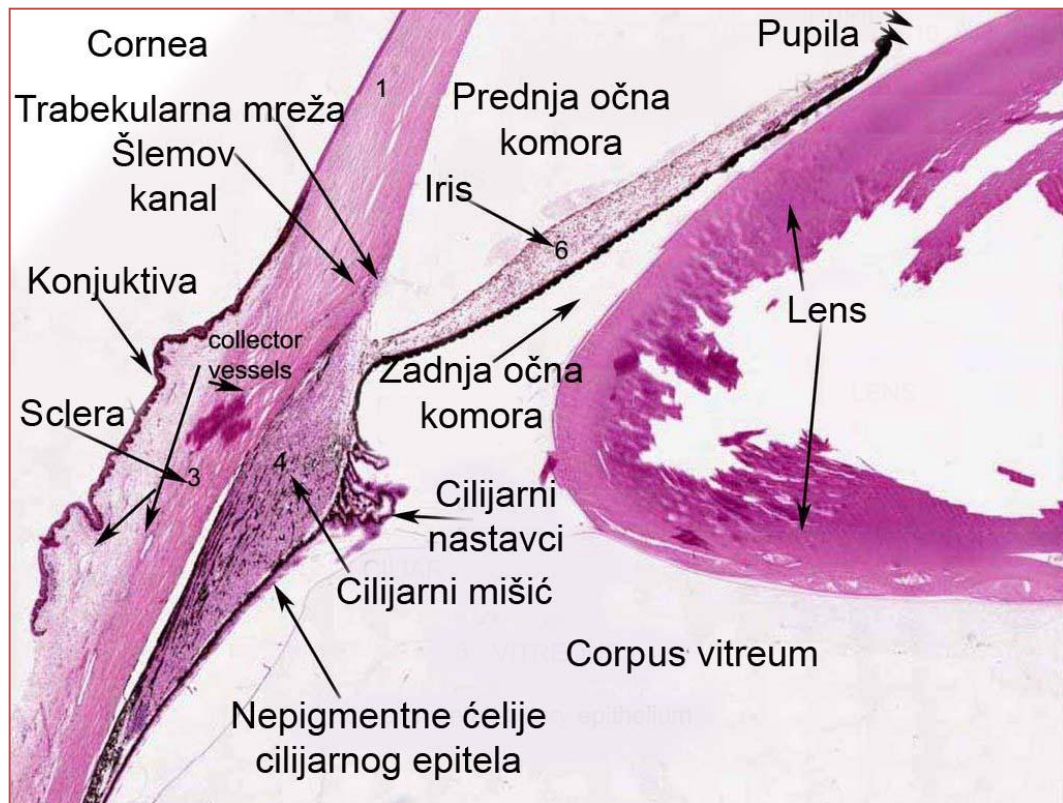 Cornea
Pupila
1
Trabekularna mreža
Prednja očna
komora
Šlemov
kanal
Iris
6
Konjuktiva
Lens
collector
vessels
Zadnja očna
komora
Sclera
3
4
Cilijarni
nastavci
Cilijarni mišić
Corpus vitreum
Nepigmentne ćelije
cilijarnog epitela
LENS